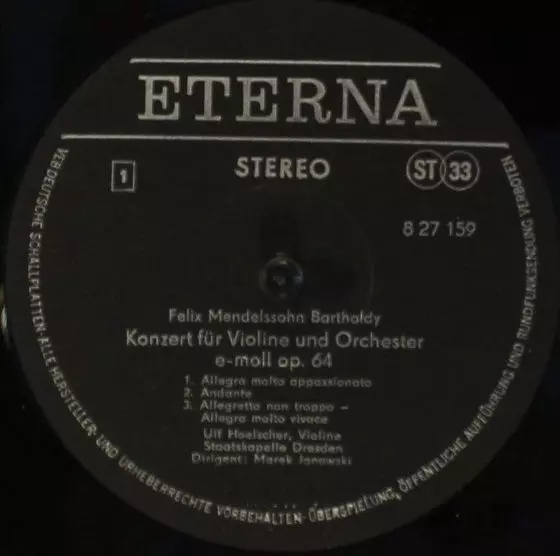 ETERNA
1
STEREO
ST 33
8 27 159
Felix Mendelssohn Bartholdy
Konzert für Violine und Orchester
e-moll op. 64
1. Allegro molto appassionato
2. Andante
3. Allegretto non troppo –
Allegro molto vivace
Ulf Hoelscher, Violine
Staatskapelle Dresden
Dirigent: Marek Janowski
VEB DEUTSCHE SCHALLPLATTEN · ALLE HERSTELLER- UND URHEBERRECHTE VORBEHALTEN · ÜBERSPIELUNG, ÖFFENTLICHE AUFFÜHRUNG UND RUNDFUNKSENDUNG VERBOTEN